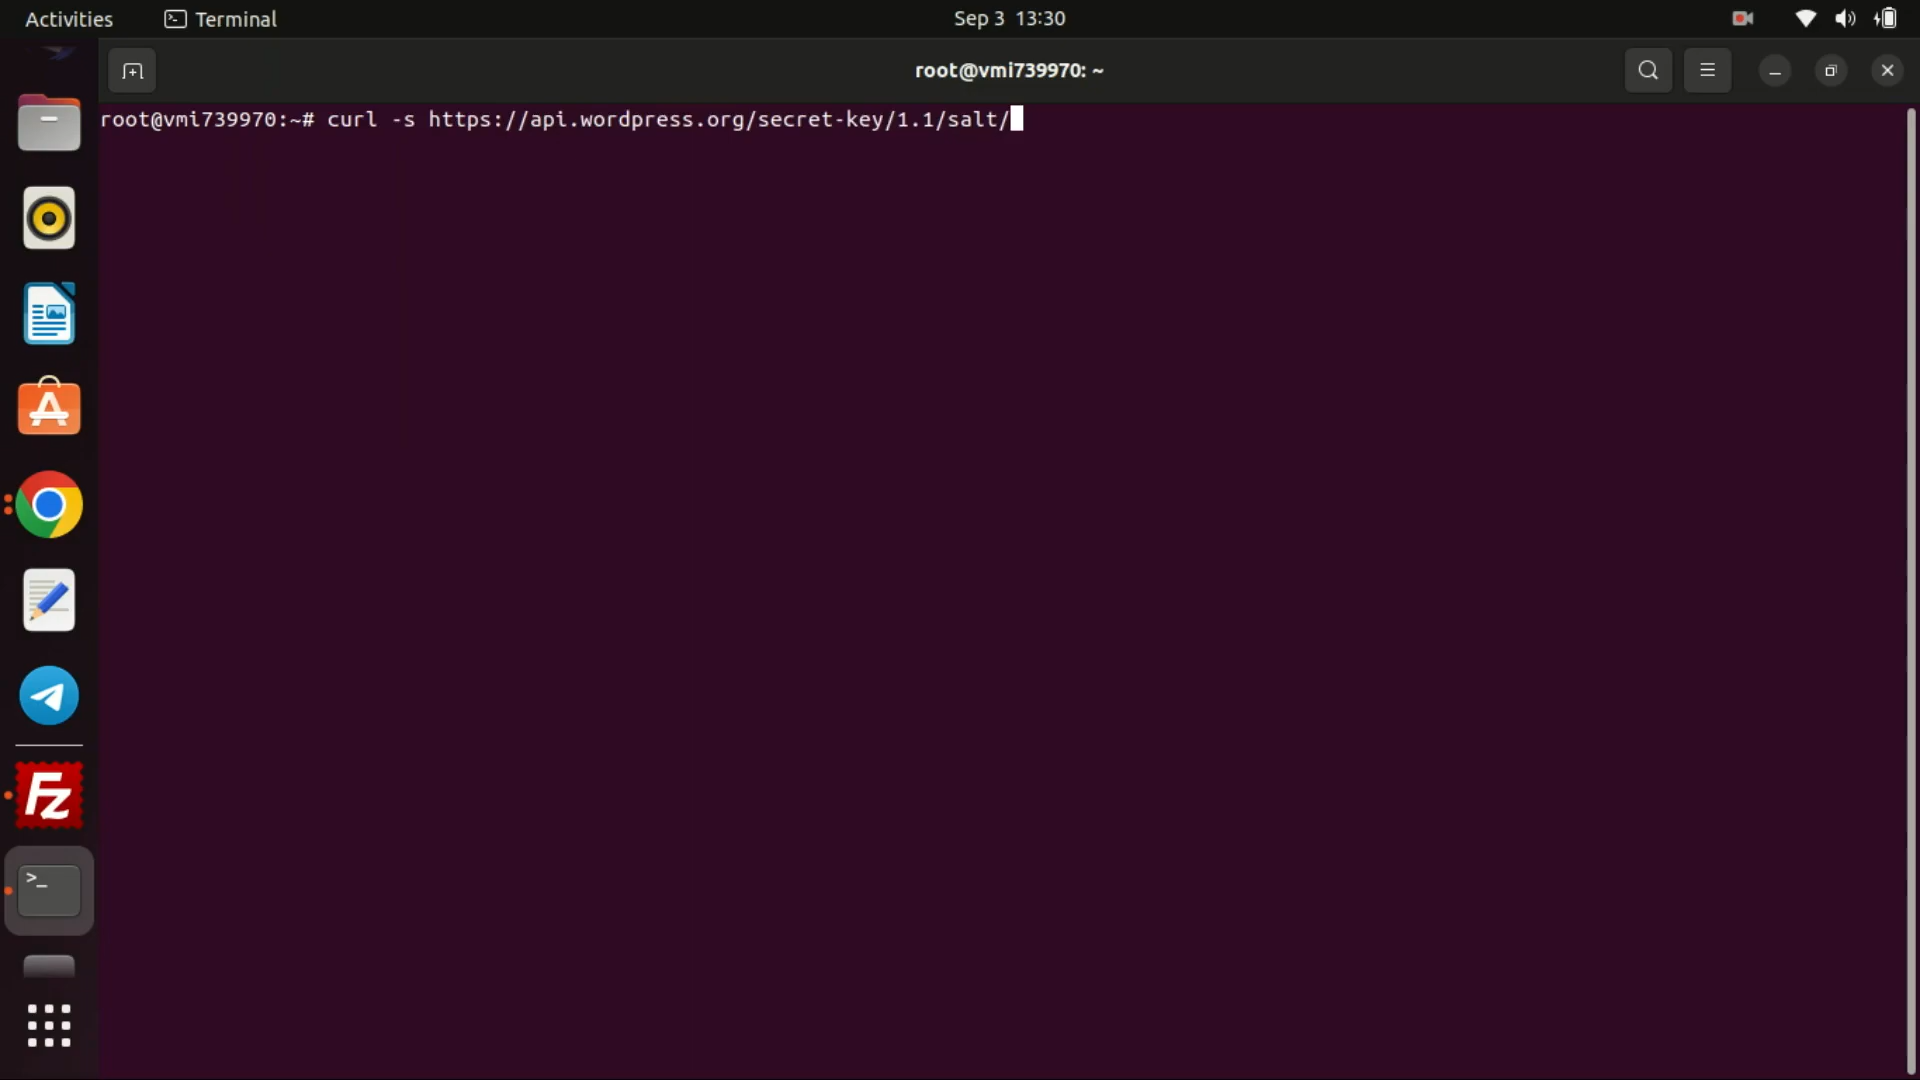 Activities Terminal Sep 3 13:30
root@vmi739970: ~
root@vmi739970:~# curl -s https://api.wordpress.org/secret-key/1.1/salt/